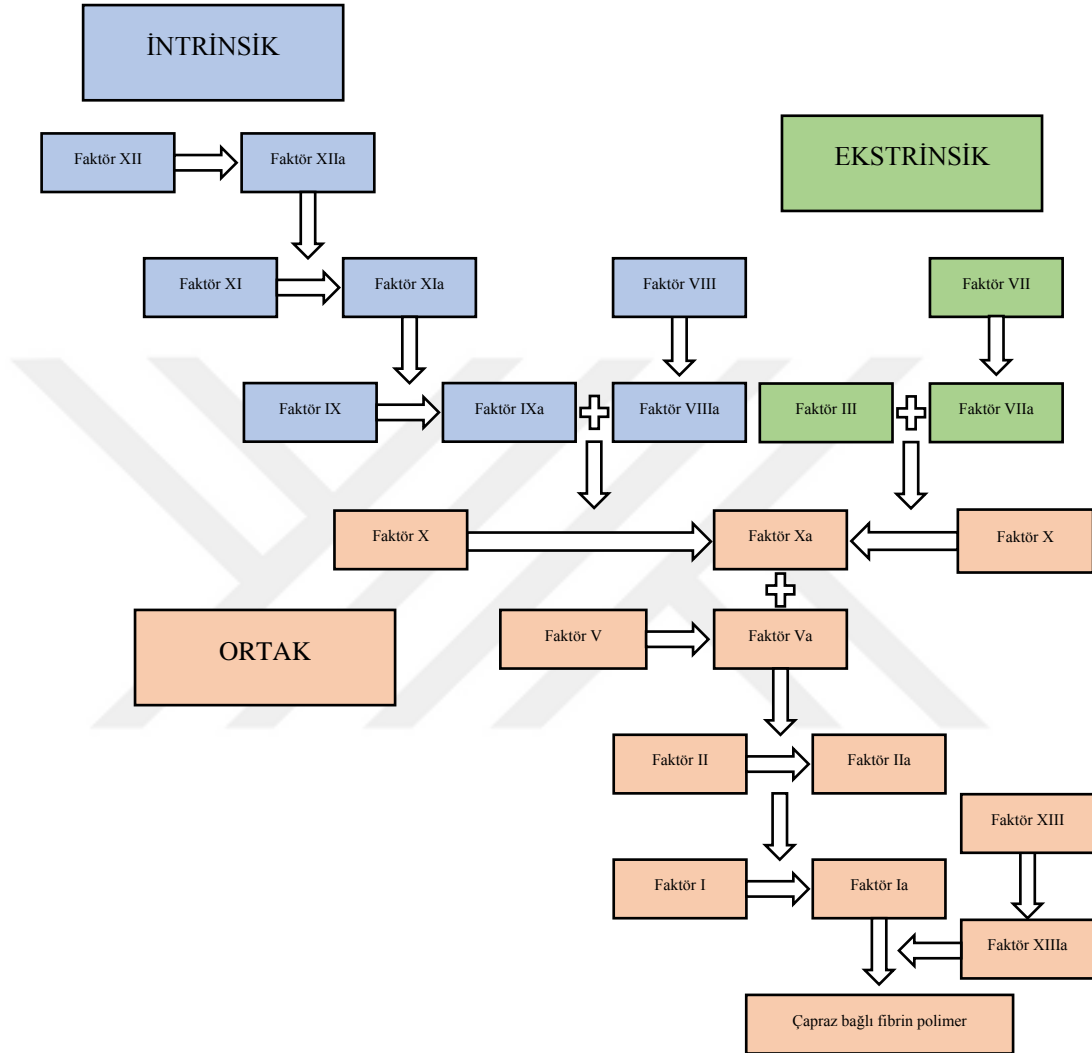 İNTRİNSİK
Faktör XII
Faktör XIIa
EKSTRİNSİK
Faktör XI
Faktör XIa
Faktör VIII
Faktör VII
Faktör IX
Faktör IXa
Faktör VIIIa
Faktör III
Faktör VIIa
Faktör X
Faktör Xa
Faktör X
ORTAK
Faktör V
Faktör Va
Faktör II
Faktör IIa
Faktör XIII
Faktör I
Faktör Ia
Faktör XIIIa
Çapraz bağlı fibrin polimer